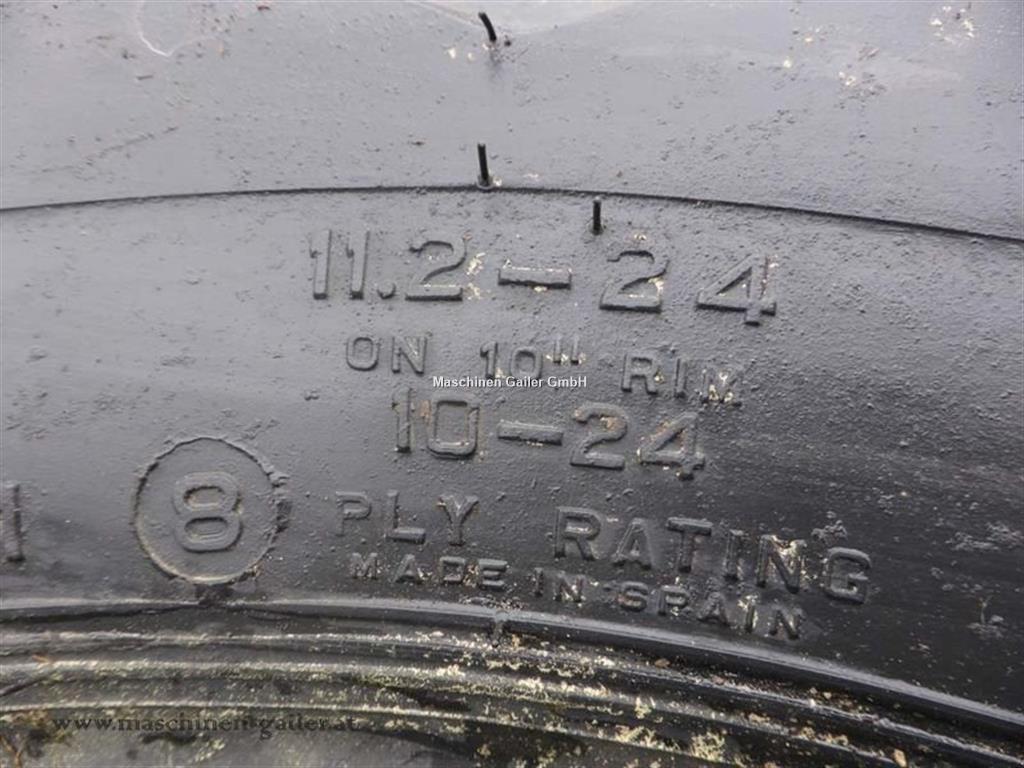 11.2-24
ON 10" RIM
Maschinen Gailer GmbH
10-24
8 PLY RATING
MADE IN SPAIN
www.maschinen-gailer.at